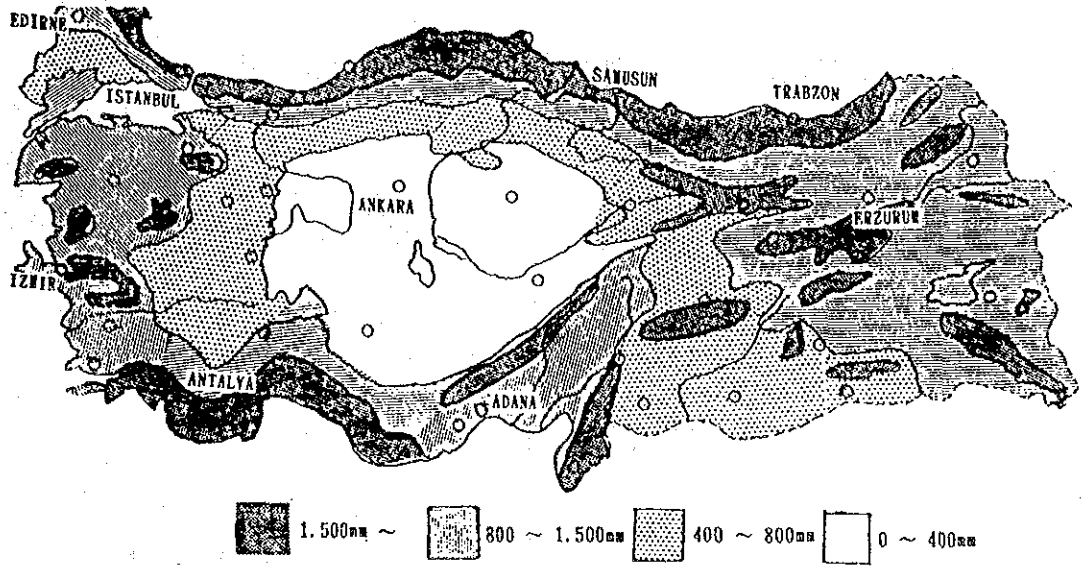 EDIRNE
ISTANBUL
SAMUSUN
TRABZON
ANKARA
ERZURUM
IZMIR
ANTALYA
ADANA
1.500mm ~
800 ~ 1.500mm
400 ~ 800mm
0 ~ 400mm